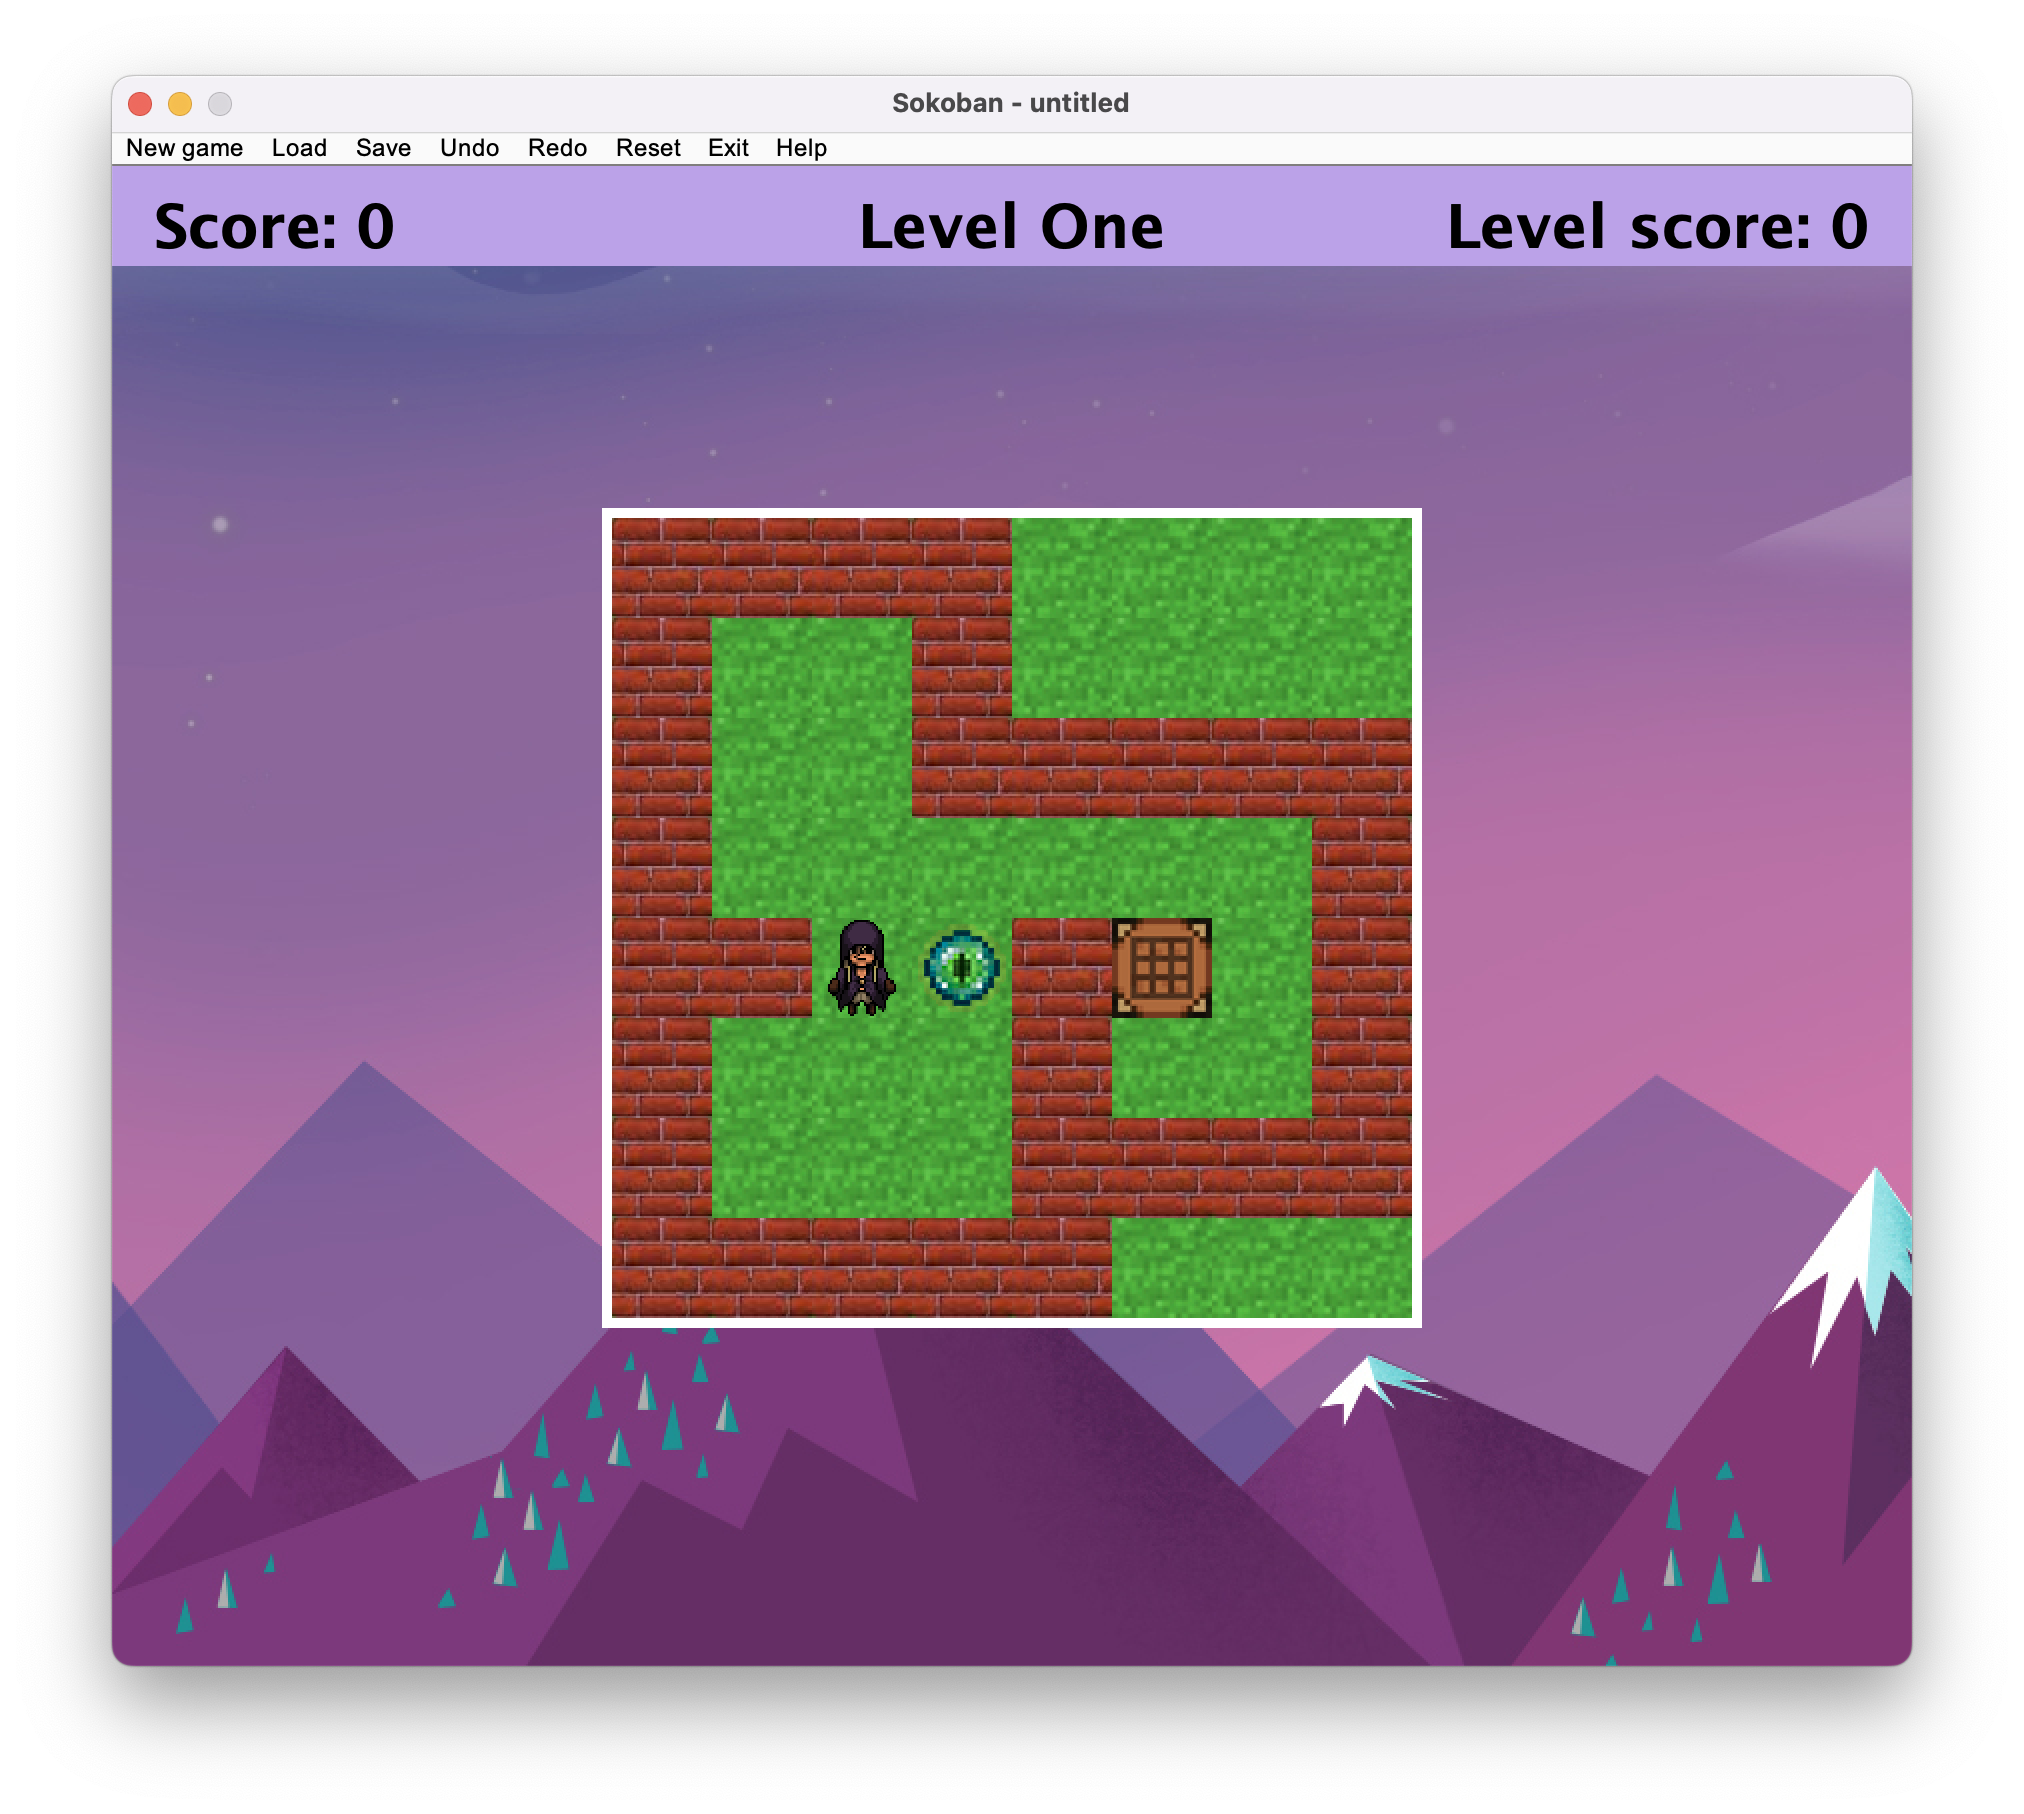 Sokoban - untitled
New game Load Save Undo Redo Reset Exit Help
Score: 0 Level One Level score: 0